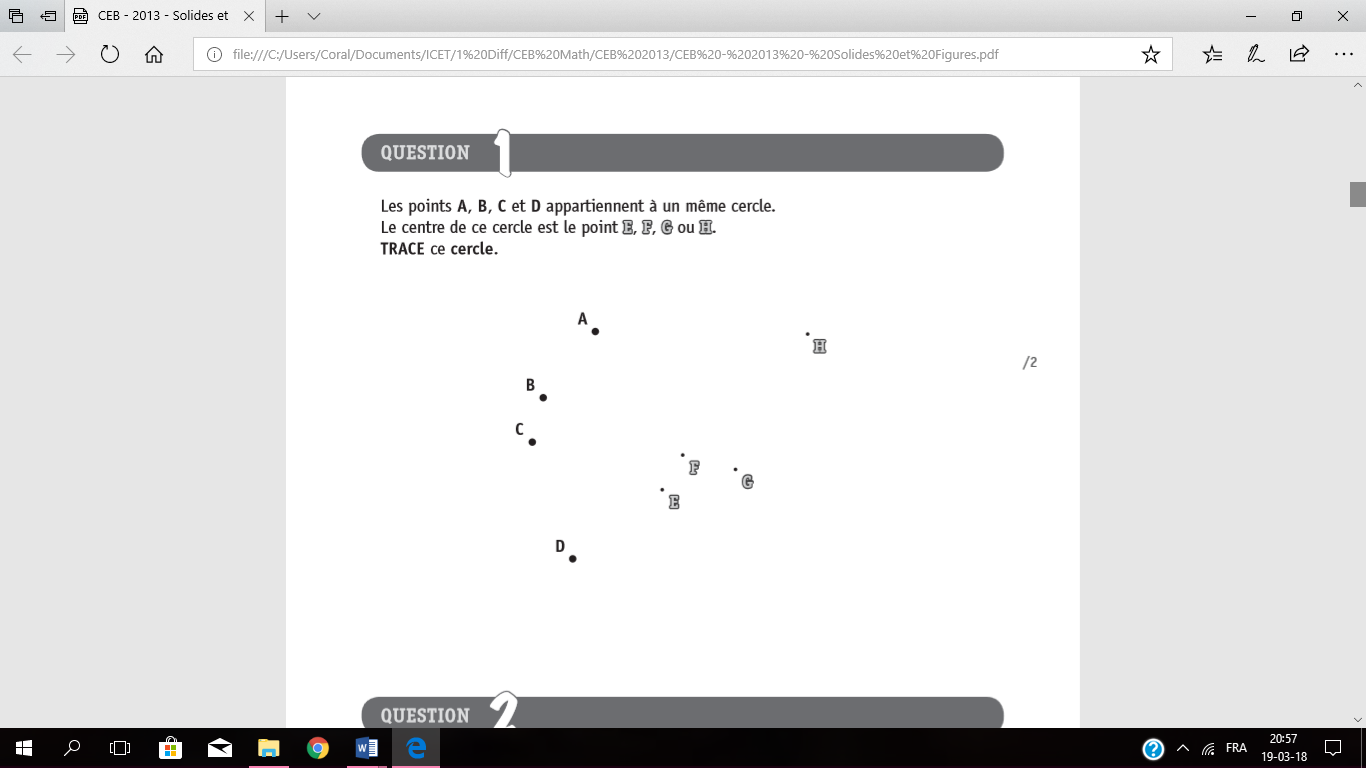 CEB - 2013 - Solides et
file:///C:/Users/Coral/Documents/ICET/1%20Diff/CEB%20Math/CEB%202013/CEB%20-%202013%20-%20Solides%20et%20Figures.pdf
QUESTION 1
Les points A, B, C et D appartiennent à un même cercle.
Le centre de ce cercle est le point E, F, G ou H.
TRACE ce cercle.
A
H
/2
B
C
F
G
E
D
QUESTION 2
FRA
20:57
19-03-18